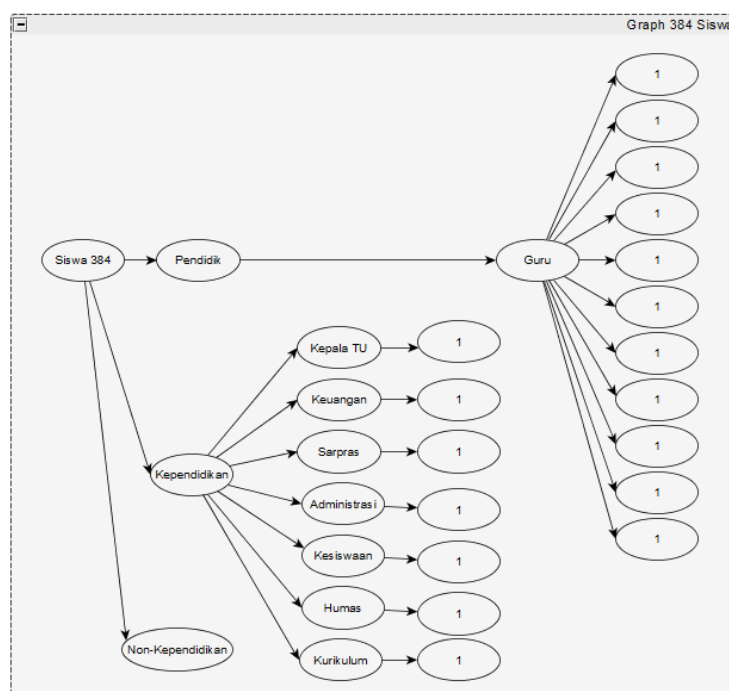 Graph 384 Siswa
1
1
1
1
Siswa 384
Pendidik
Guru
1
1
Kepala TU
1
1
Keuangan
1
1
Sarpras
1
1
Kependidikan
Administrasi
1
1
Kesiswaan
1
1
Humas
1
Non-Kependidikan
Kurikulum
1